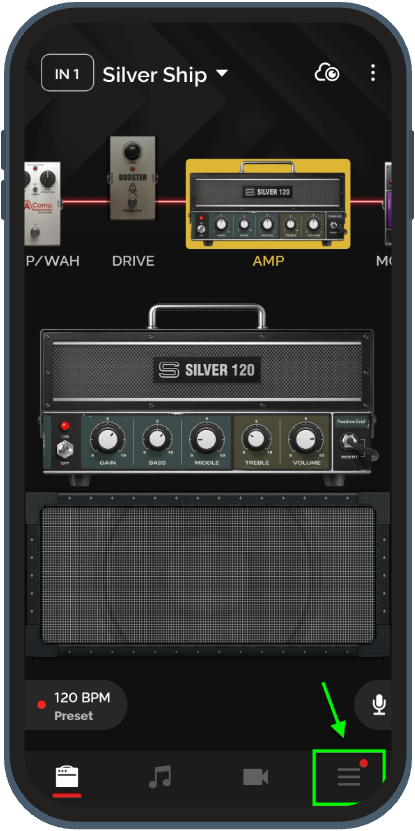 IN 1 Silver Ship
A Comp
BOOSTER
SILVER 120
P/WAH DRIVE AMP MO
SILVER 120
ON
OFF
GAIN BASS MIDDLE TREBLE VOLUME
Positive Grid
INSERT
120 BPM
Preset